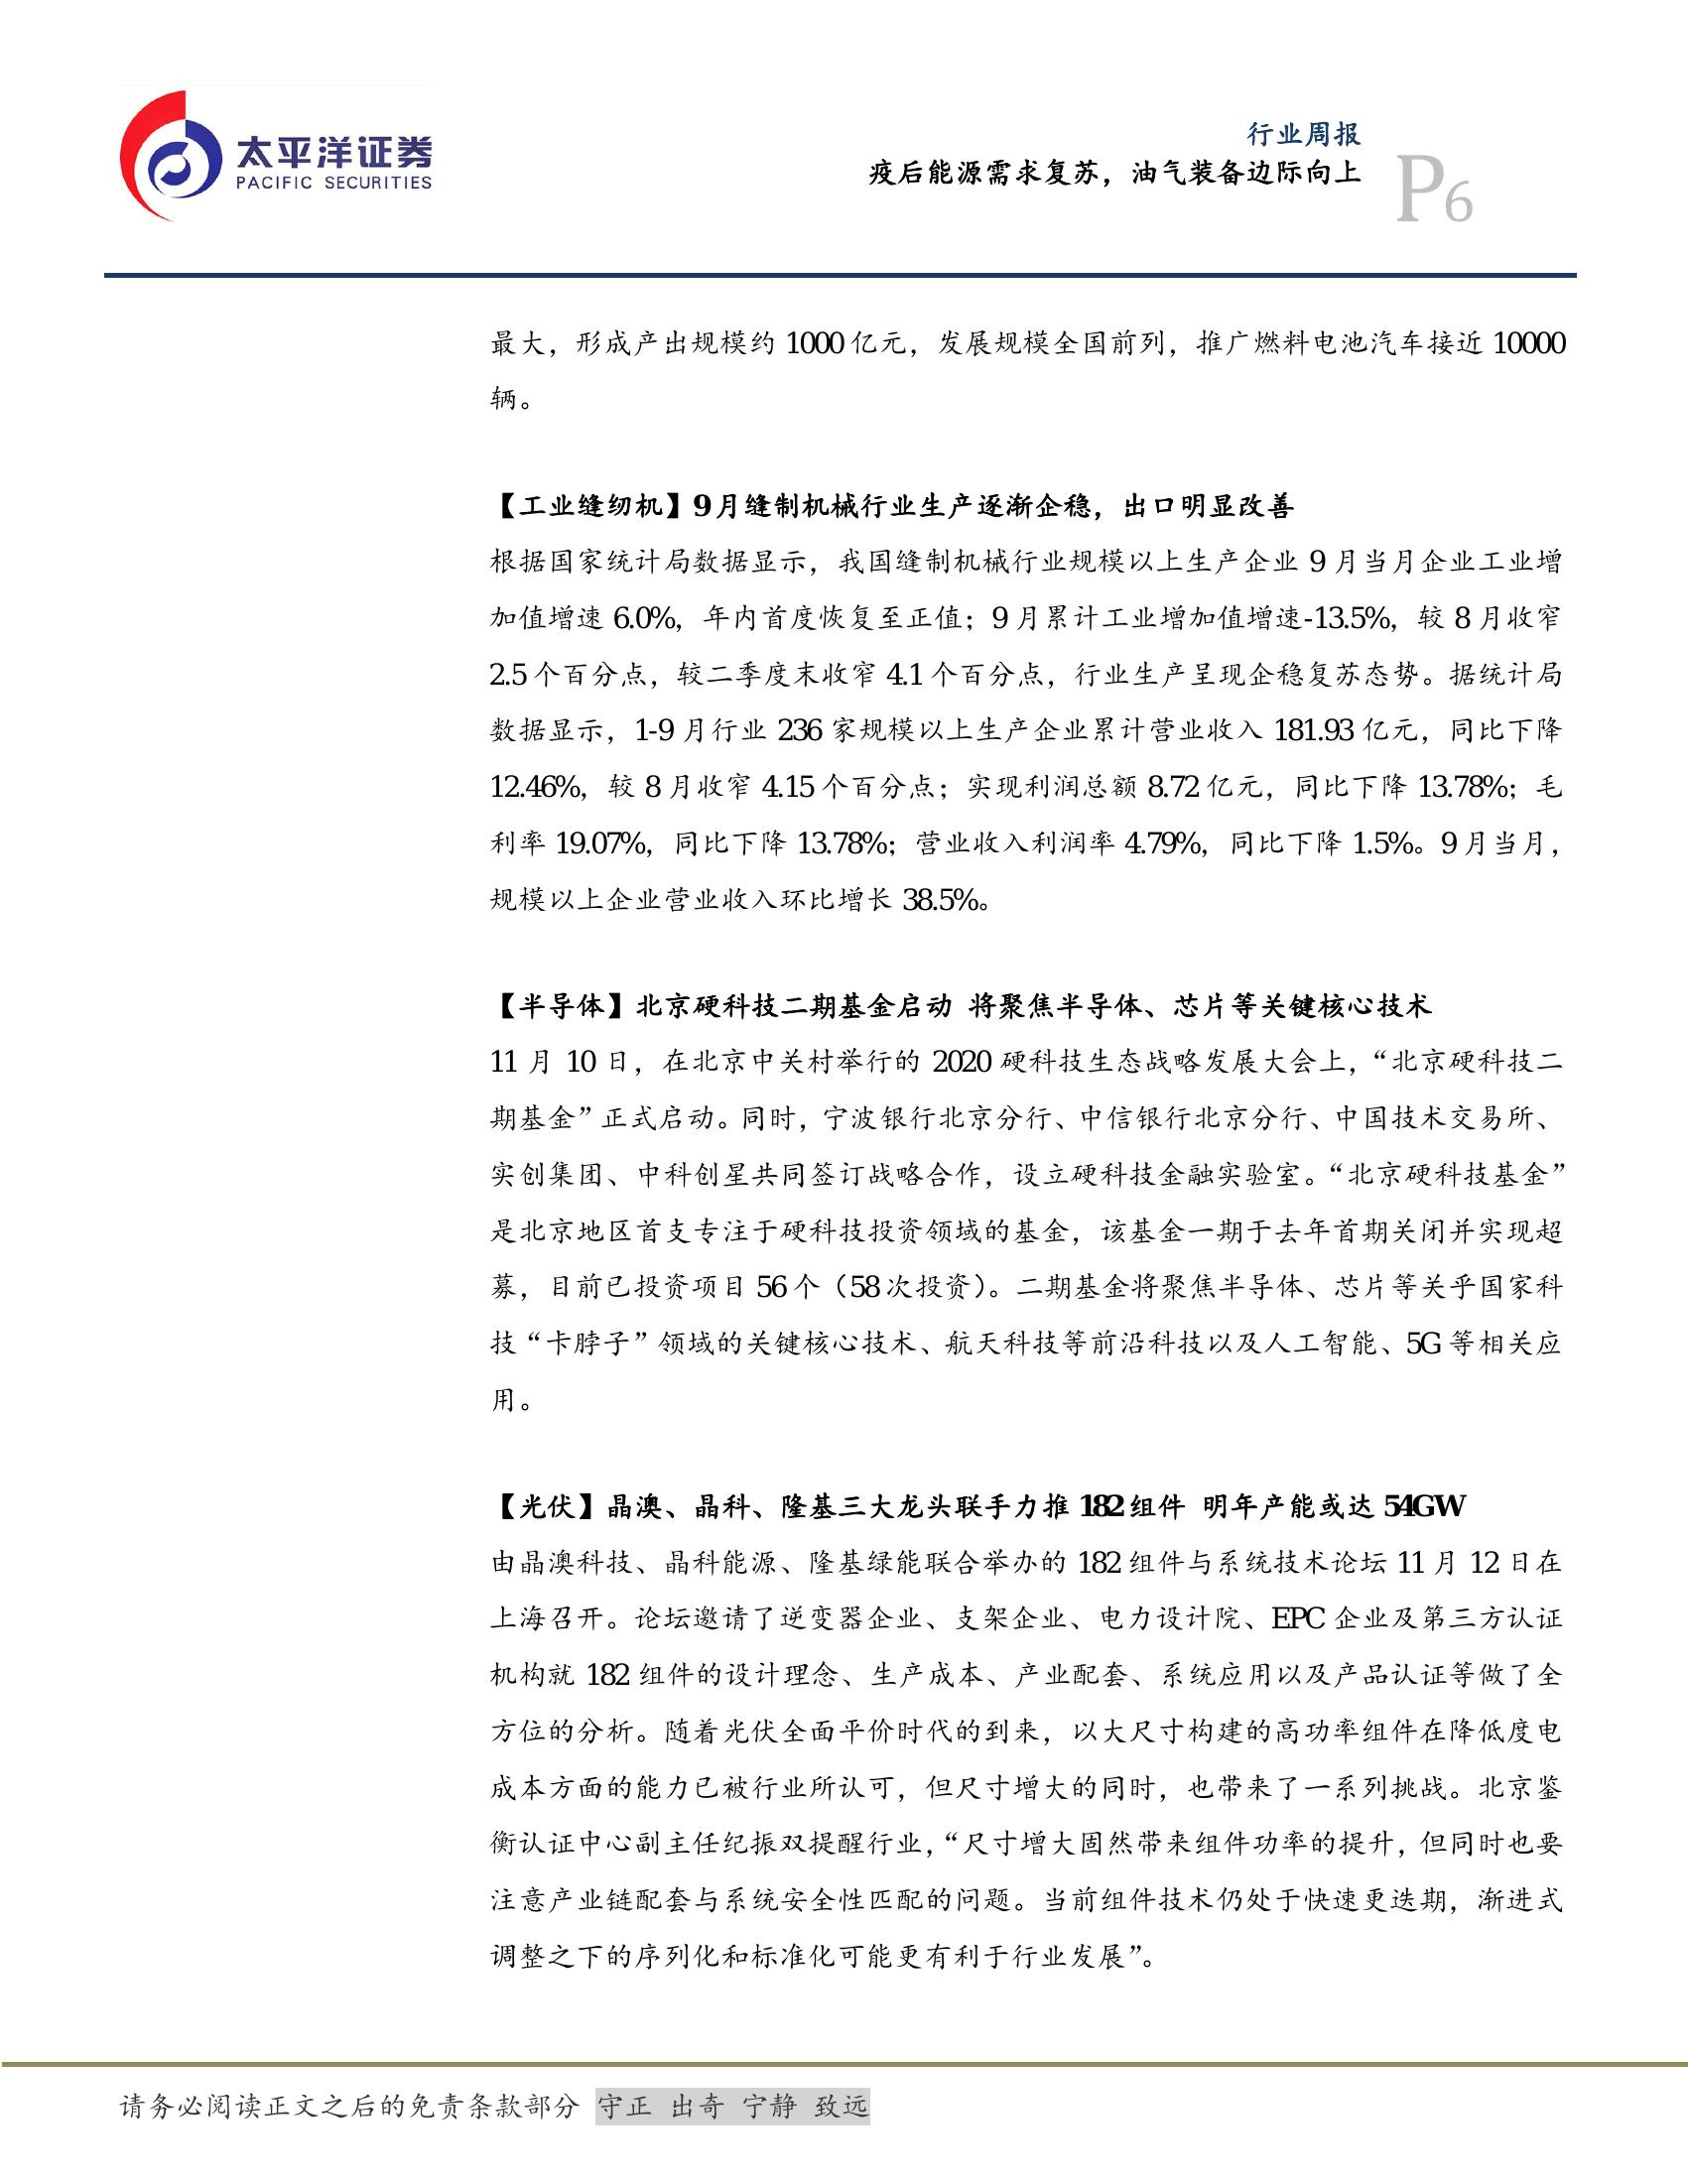 太平洋证券
PACIFIC SECURITIES
行业周报
疫后能源需求复苏，油气装备边际向上
P6
最大，形成产出规模约 1000 亿元，发展规模全国前列，推广燃料电池汽车接近 10000
辆。
【工业缝纫机】9 月缝制机械行业生产逐渐企稳，出口明显改善
根据国家统计局数据显示，我国缝制机械行业规模以上生产企业 9 月当月企业工业增
加值增速 6.0%，年内首度恢复至正值；9 月累计工业增加值增速-13.5%，较 8 月收窄
2.5 个百分点，较二季度末收窄 4.1 个百分点，行业生产呈现企稳复苏态势。据统计局
数据显示，1-9 月行业 236 家规模以上生产企业累计营业收入 181.93 亿元，同比下降
12.46%，较 8 月收窄 4.15 个百分点；实现利润总额 8.72 亿元，同比下降 13.78%；毛
利率 19.07%，同比下降 13.78%；营业收入利润率 4.79%，同比下降 1.5%。9 月当月，
规模以上企业营业收入环比增长 38.5%。
【半导体】北京硬科技二期基金启动 将聚焦半导体、芯片等关键核心技术
11 月 10 日，在北京中关村举行的 2020 硬科技生态战略发展大会上，“北京硬科技二
期基金”正式启动。同时，宁波银行北京分行、中信银行北京分行、中国技术交易所、
实创集团、中科创星共同签订战略合作，设立硬科技金融实验室。“北京硬科技基金”
是北京地区首支专注于硬科技投资领域的基金，该基金一期于去年首期关闭并实现超
募，目前已投资项目 56 个（58 次投资）。二期基金将聚焦半导体、芯片等关乎国家科
技“卡脖子”领域的关键核心技术、航天科技等前沿科技以及人工智能、5G 等相关应
用。
【光伏】晶澳、晶科、隆基三大龙头联手力推 182 组件 明年产能或达 54GW
由晶澳科技、晶科能源、隆基绿能联合举办的 182 组件与系统技术论坛 11 月 12 日在
上海召开。论坛邀请了逆变器企业、支架企业、电力设计院、EPC 企业及第三方认证
机构就 182 组件的设计理念、生产成本、产业配套、系统应用以及产品认证等做了全
方位的分析。随着光伏全面平价时代的到来，以大尺寸构建的高功率组件在降低度电
成本方面的能力已被行业所认可，但尺寸增大的同时，也带来了一系列挑战。北京鉴
衡认证中心副主任纪振双提醒行业，“尺寸增大固然带来组件功率的提升，但同时也要
注意产业链配套与系统安全性匹配的问题。当前组件技术仍处于快速更迭期，渐进式
调整之下的序列化和标准化可能更有利于行业发展”。
请务必阅读正文之后的免责条款部分 守正 出奇 宁静 致远